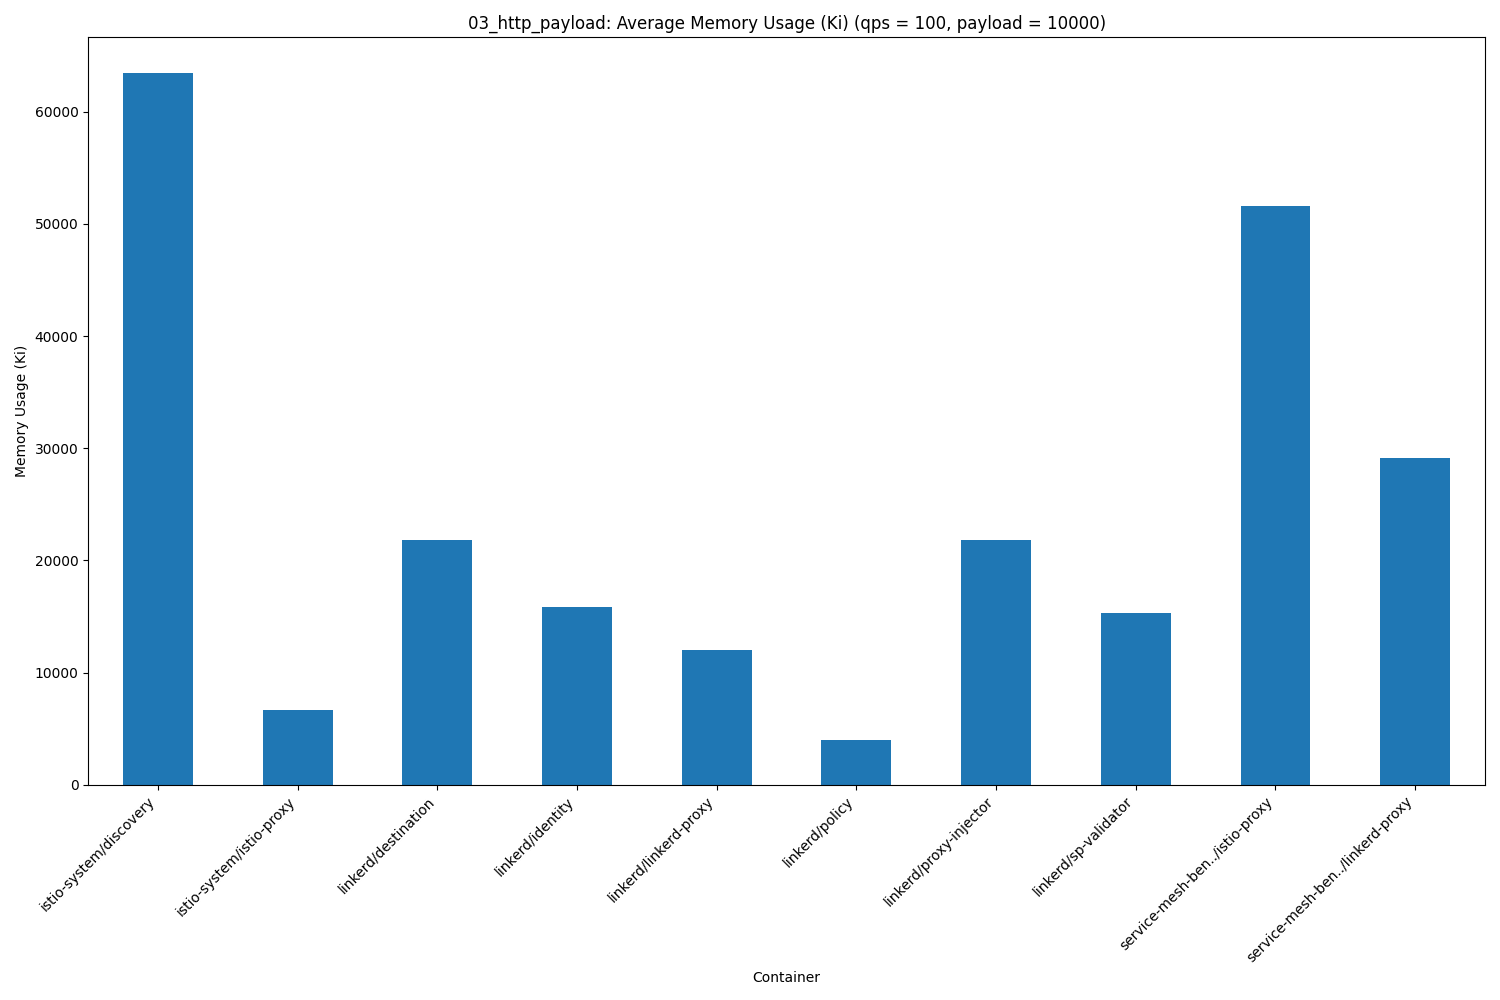 03_http_payload: Average Memory Usage (Ki) (qps = 100, payload = 10000)
Memory Usage (Ki)
60000
50000
40000
30000
20000
10000
0
istio-system/discovery
istio-system/istio-proxy
linkerd/destination
linkerd/identity
linkerd/linkerd-proxy
linkerd/policy
linkerd/proxy-injector
linkerd/sp-validator
service-mesh-ben../istio-proxy
service-mesh-ben../linkerd-proxy
Container